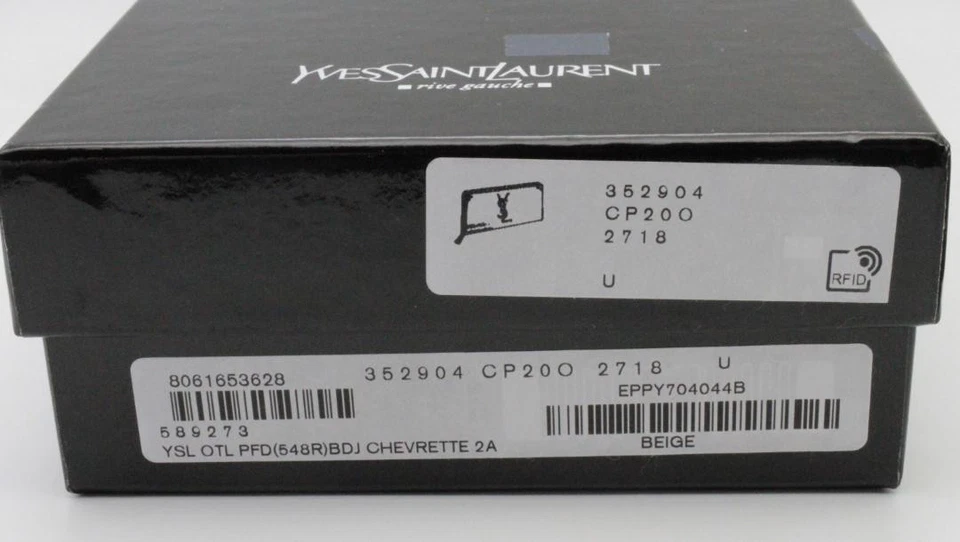 YVESSAINTLAURENT
rive gauche
YSL
352904
CP20O
2718
U
RFID
8061653628
352904 CP20O 2718 U
EPPY704044B
589273
BEIGE
YSL OTL PFD(548R)BDJ CHEVRETTE 2A